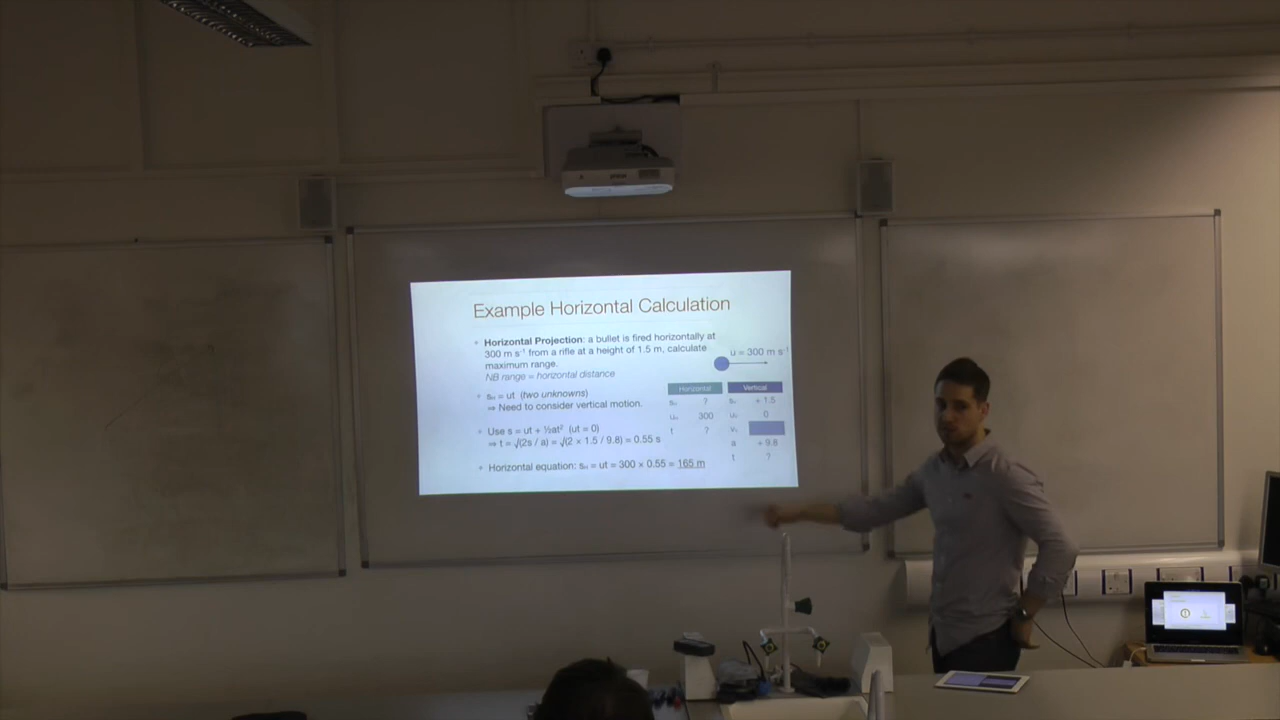 Example Horizontal Calculation
Horizontal Projection: a bullet is fired horizontally at
300 m s⁻¹ from a rifle at a height of 1.5 m, calculate
maximum range.
NB range = horizontal distance
u = 300 m s⁻¹
sₕ = ut (two unknowns)
⇒ Need to consider vertical motion.
Use s = ut + ½at² (ut = 0)
⇒ t = √(2s / a) = √(2 × 1.5 / 9.8) = 0.55 s
Horizontal equation: sₕ = ut = 300 × 0.55 = 165 m
Horizontal
sₕ ?
uₕ 300
t ?
Vertical
sᵥ + 1.5
uᵥ 0
vᵥ
a + 9.8
t ?